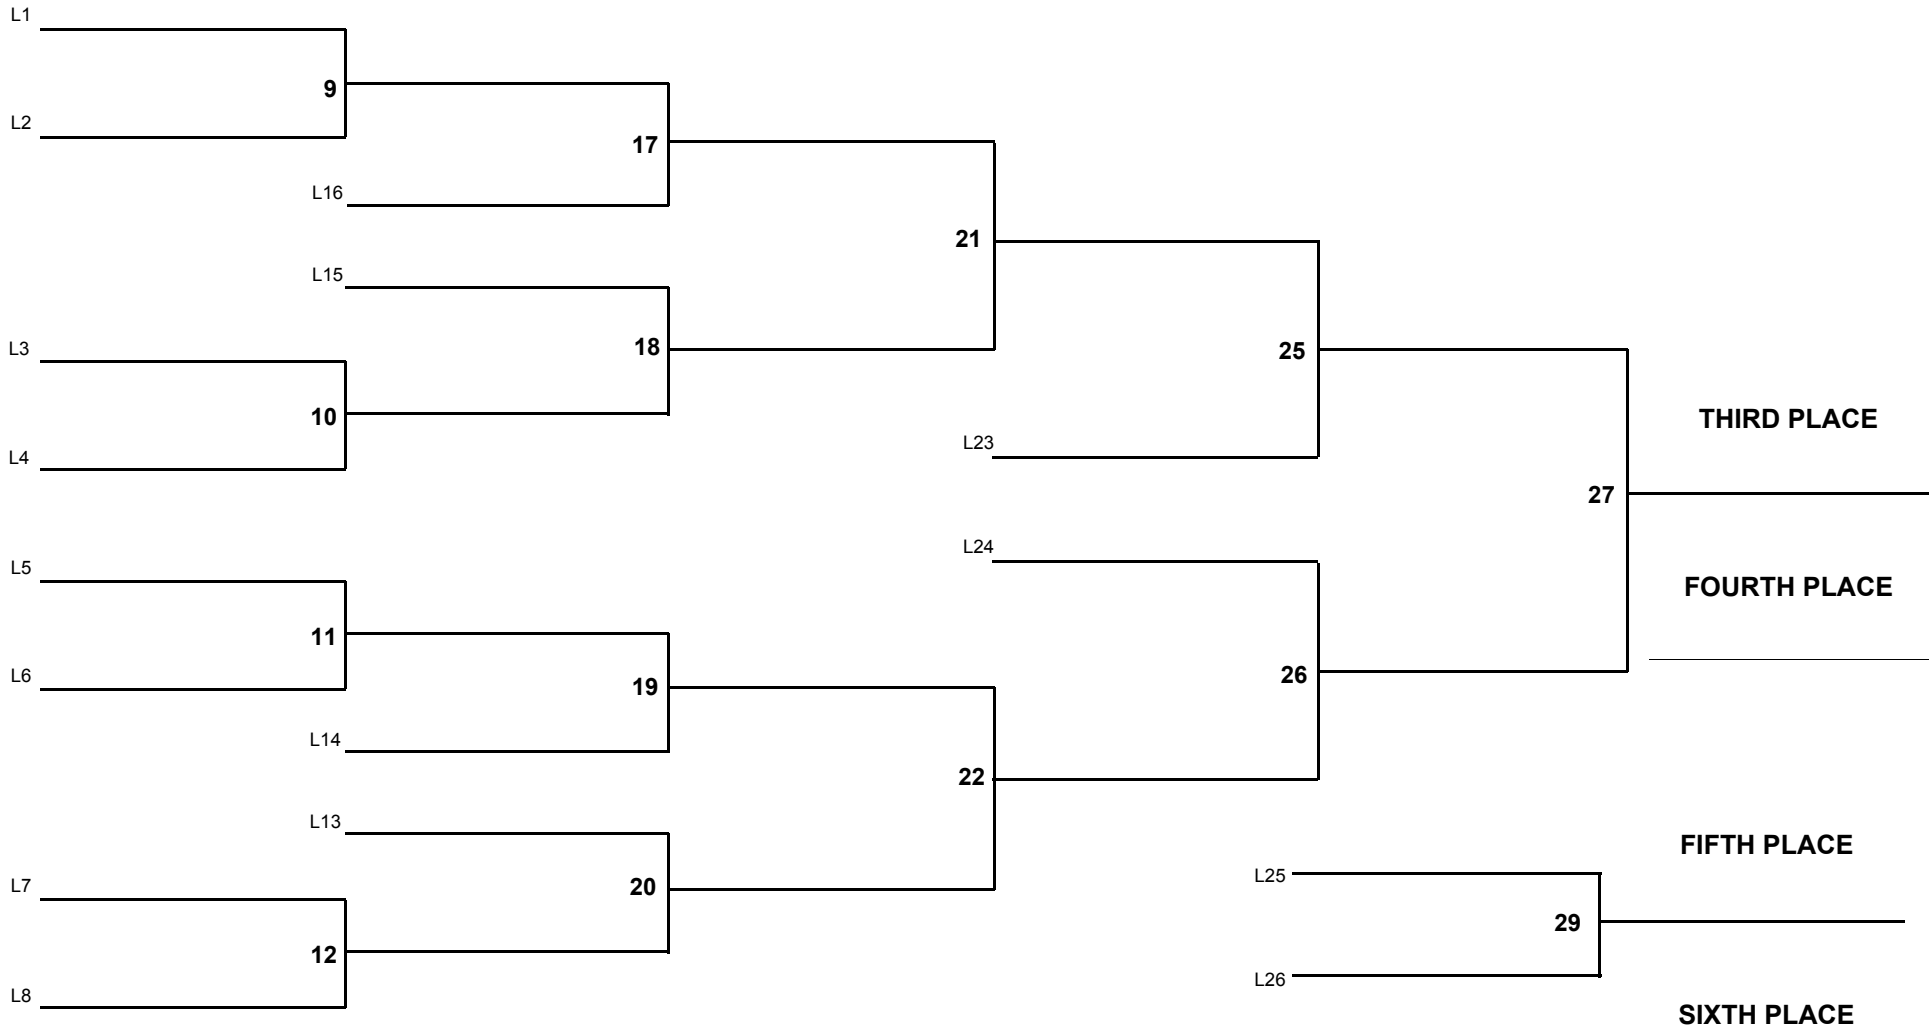 L1
9
L2
17
L16
21
L15
L3
18
25
10
THIRD PLACE
L23
L4
27
L24
L5
FOURTH PLACE
11
L6
26
19
L14
22
L13
FIFTH PLACE
L25
L7
20
29
12
L26
L8
SIXTH PLACE